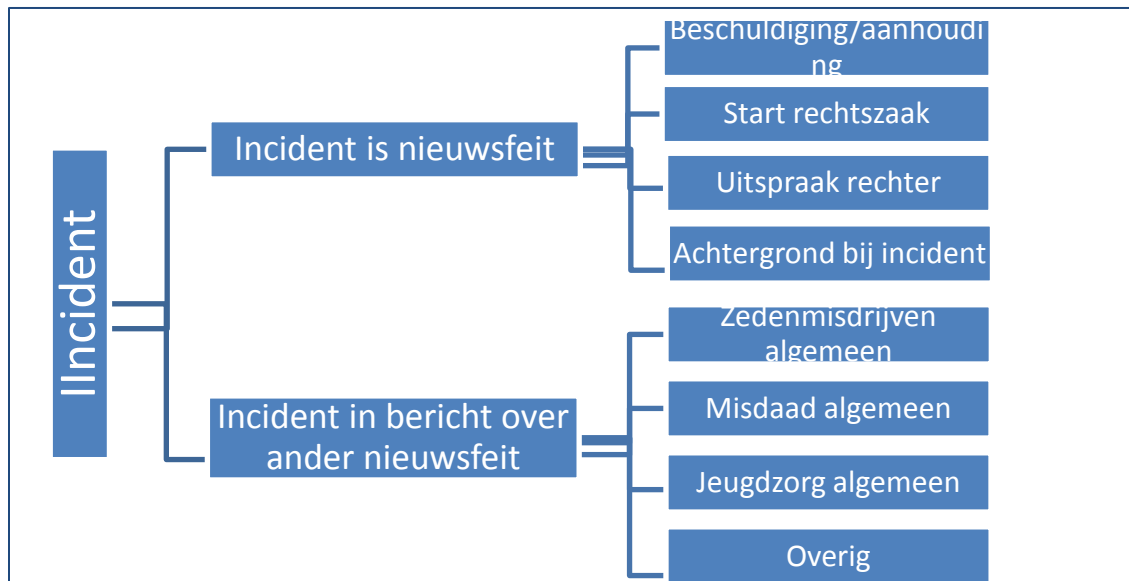 IIncident
Incident is nieuwsfeit
Beschuldiging/aanhoudi
ng
Start rechtszaak
Uitspraak rechter
Achtergrond bij incident
Incident in bericht over
ander nieuwsfeit
Zedenmisdrijven
algemeen
Misdaad algemeen
Jeugdzorg algemeen
Overig